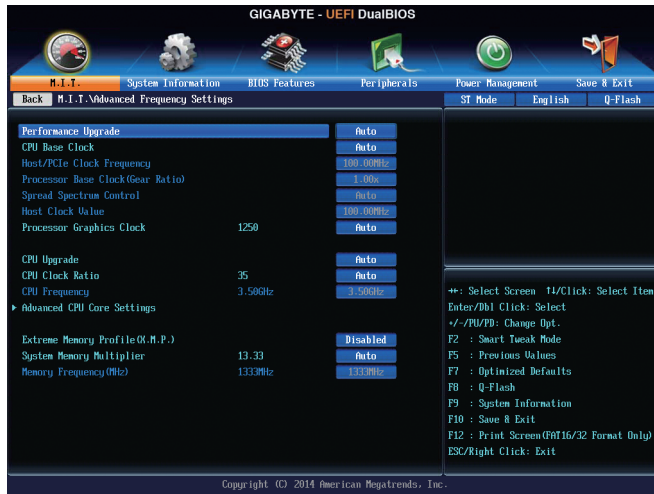 GIGABYTE - UEFI DualBIOS
M.I.T. System Information BIOS Features Peripherals Power Management Save & Exit
Back M.I.T.\Advanced Frequency Settings ST Mode English Q-Flash
Performance Upgrade Auto
CPU Base Clock Auto
Host/PCIe Clock Frequency 100.00MHz
Processor Base Clock(Gear Ratio) 1.00x
Spread Spectrum Control Auto
Host Clock Value 100.00MHz
Processor Graphics Clock 1250 Auto
CPU Upgrade Auto
CPU Clock Ratio 35 Auto
CPU Frequency 3.50GHz 3.50GHz
Advanced CPU Core Settings
Extreme Memory Profile(X.M.P.) Disabled
System Memory Multiplier 13.33 Auto
Memory Frequency(MHz) 1333MHz 1333MHz
→←: Select Screen ↑↓/Click: Select Item
Enter/Dbl Click: Select
+/-/PU/PD: Change Opt.
F2 : Smart Tweak Mode
F5 : Previous Values
F7 : Optimized Defaults
F8 : Q-Flash
F9 : System Information
F10 : Save & Exit
F12 : Print Screen(FAT16/32 Format Only)
ESC/Right Click: Exit
Copyright (C) 2014 American Megatrends, Inc.